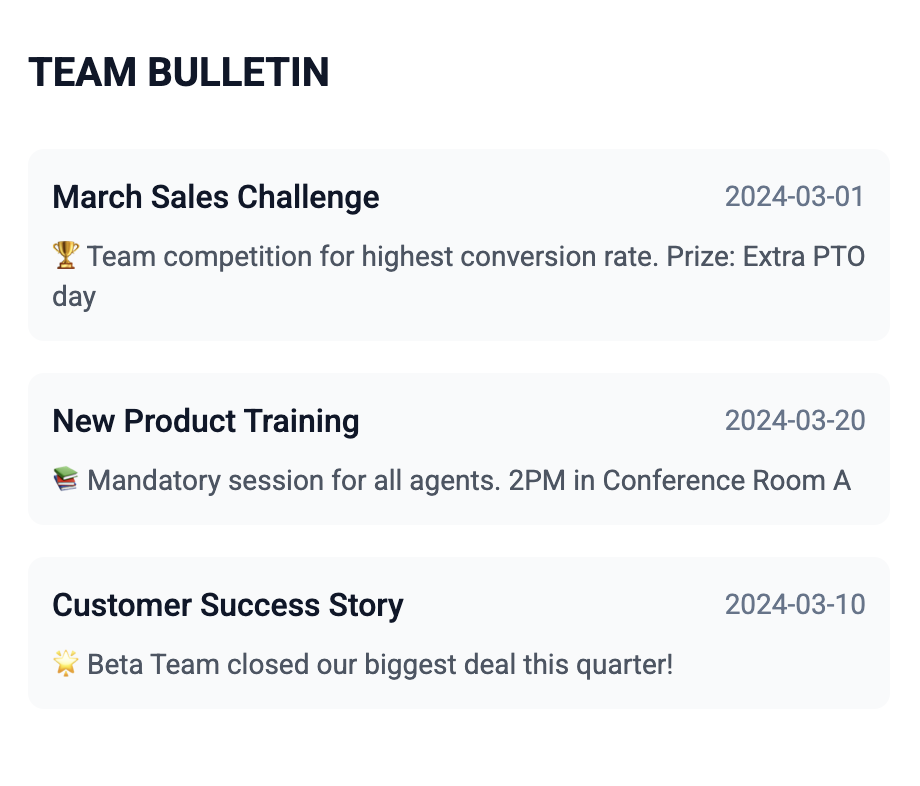 TEAM BULLETIN
March Sales Challenge 2024-03-01
🏆 Team competition for highest conversion rate. Prize: Extra PTO
day
New Product Training 2024-03-20
📚 Mandatory session for all agents. 2PM in Conference Room A
Customer Success Story 2024-03-10
🌟 Beta Team closed our biggest deal this quarter!